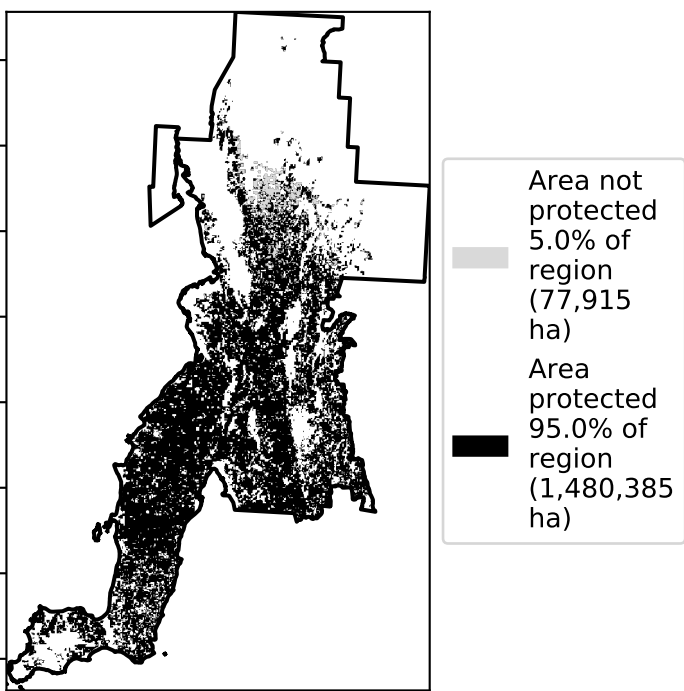 Area not
protected
5.0% of
region
(77,915
ha)
Area
protected
95.0% of
region
(1,480,385
ha)